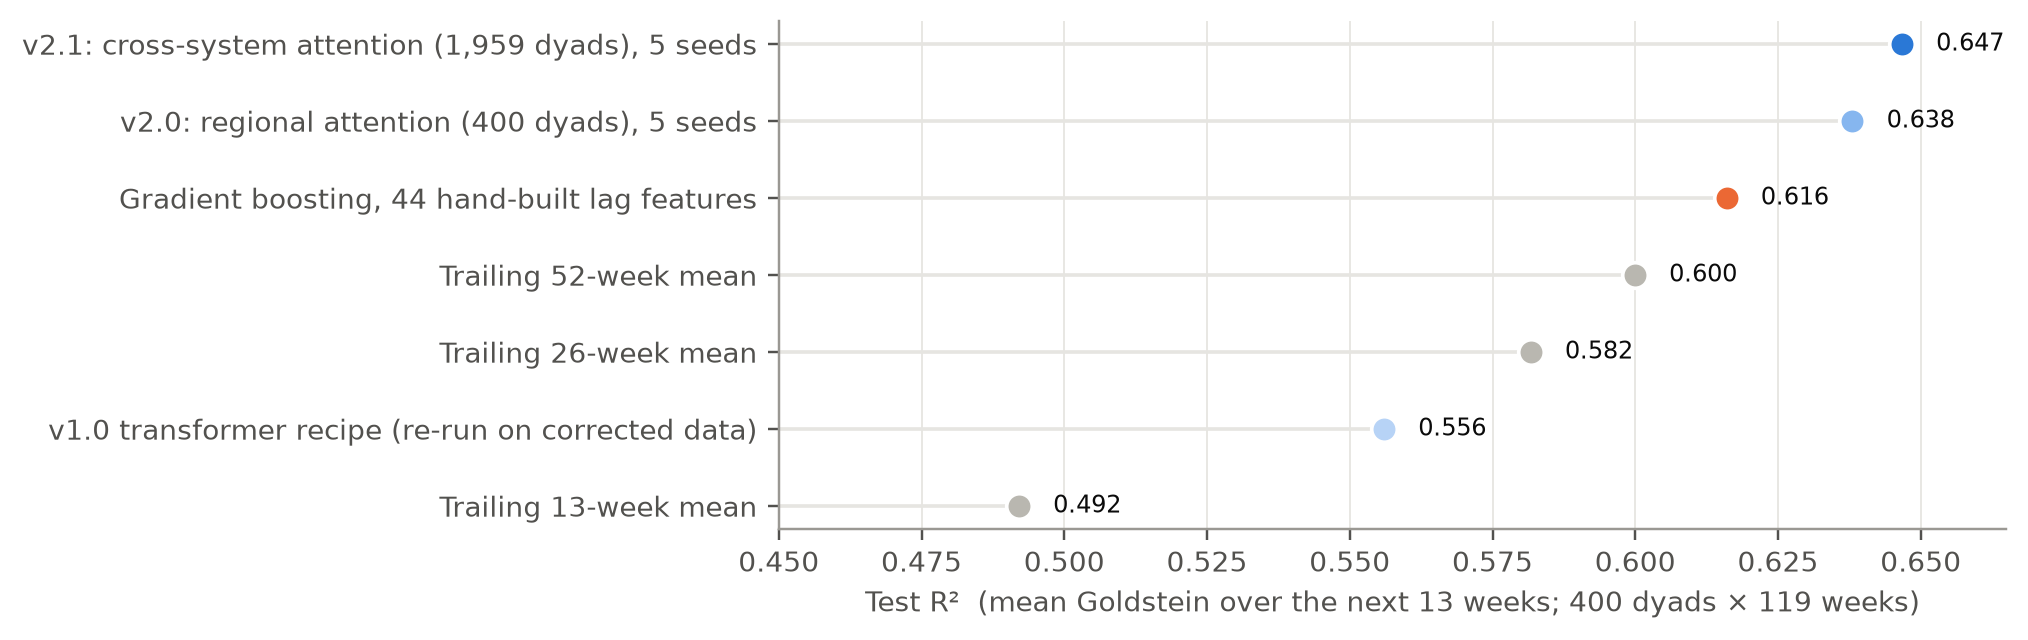 v2.1: cross-system attention (1,959 dyads), 5 seeds
0.647
v2.0: regional attention (400 dyads), 5 seeds
0.638
Gradient boosting, 44 hand-built lag features
0.616
Trailing 52-week mean
0.600
Trailing 26-week mean
0.582
v1.0 transformer recipe (re-run on corrected data)
0.556
Trailing 13-week mean
0.492
0.450 0.475 0.500 0.525 0.550 0.575 0.600 0.625 0.650
Test R² (mean Goldstein over the next 13 weeks; 400 dyads × 119 weeks)